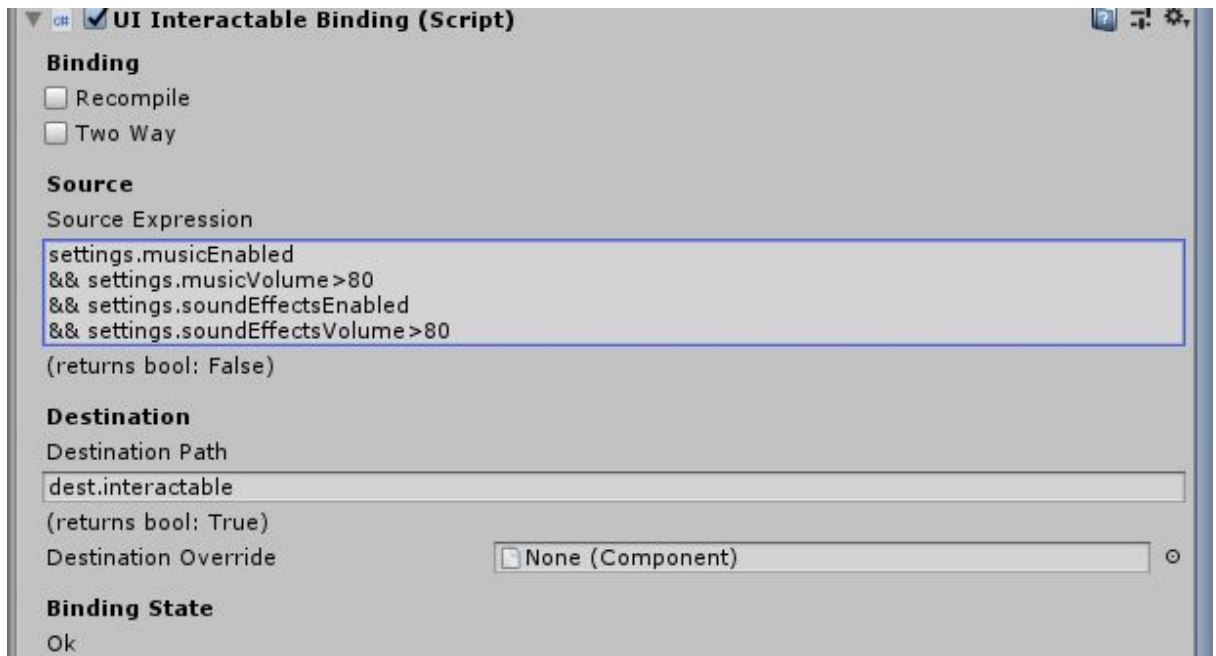 c# UI Interactable Binding (Script)
Binding
Recompile
Two Way
Source
Source Expression
settings.musicEnabled
&& settings.musicVolume>80
&& settings.soundEffectsEnabled
&& settings.soundEffectsVolume>80
(returns bool: False)
Destination
Destination Path
dest.interactable
(returns bool: True)
Destination Override None (Component)
Binding State
Ok